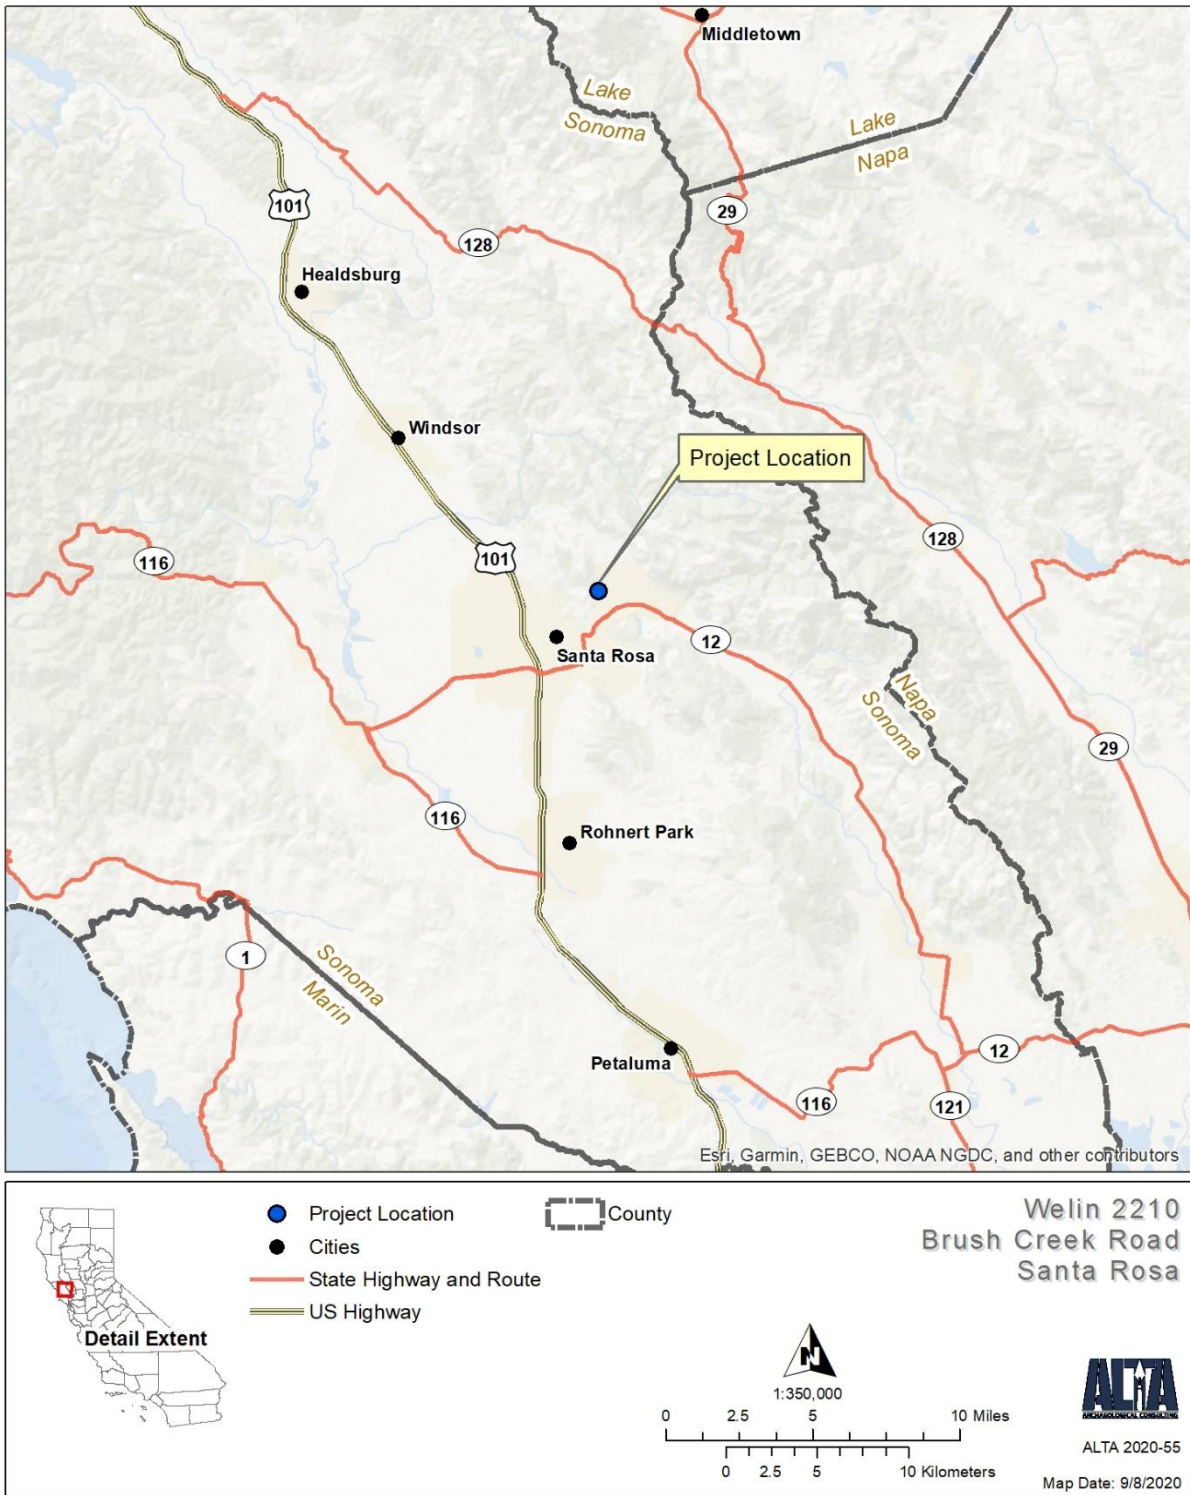 Middletown
Lake
Sonoma
Lake
Napa
101
29
128
Healdsburg
Windsor
Project Location
116
101
128
12
Santa Rosa
Napa
Sonoma
29
116
Rohnert Park
1
Sonoma
Marin
Petaluma
12
116
121
Esri, Garmin, GEBCO, NOAA NGDC, and other contributors
Detail Extent
Project Location
Cities
State Highway and Route
US Highway
County
Welin 2210
Brush Creek Road
Santa Rosa
N
1:350,000
0 2.5 5 10 Miles
0 2.5 5 10 Kilometers
ALTA
ARCHAEOLOGICAL CONSULTING
ALTA 2020-55
Map Date: 9/8/2020